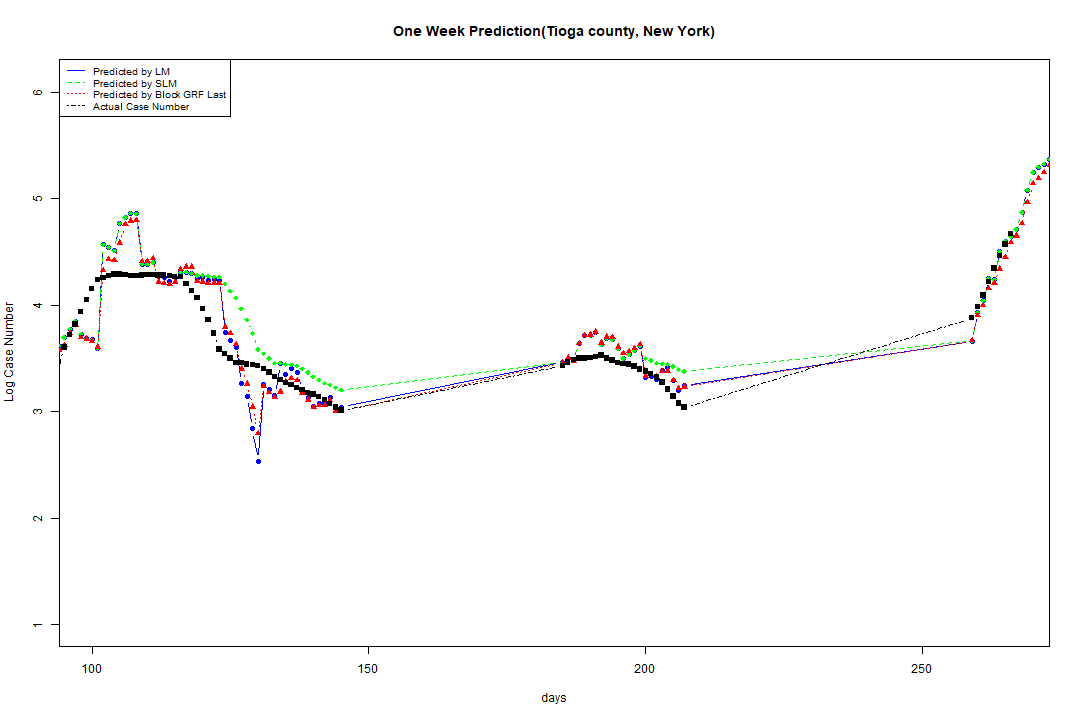 One Week Prediction(Tioga county, New York)
Predicted by LM
Predicted by SLM
Predicted by Block GRF Last
Actual Case Number
6
5
4
3
2
1
Log Case Number
100
150
200
250
days